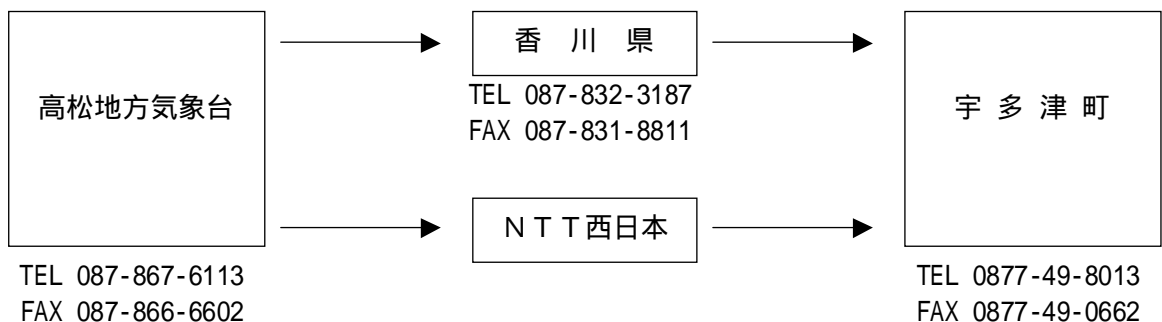 香 川 県
TEL 087-832-3187
FAX 087-831-8811
高松地方気象台
宇 多 津 町
ＮＴＴ西日本
TEL 087-867-6113
FAX 087-866-6602
TEL 0877-49-8013
FAX 0877-49-0662